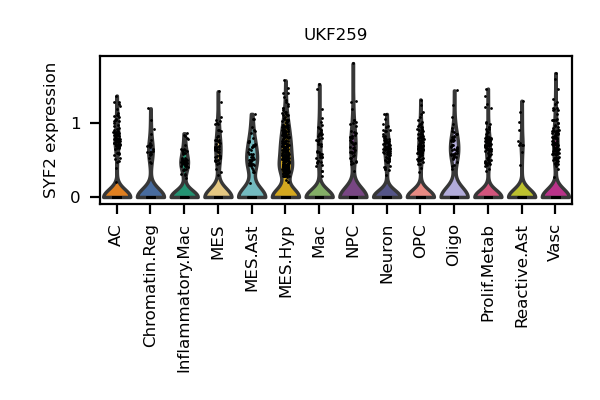 UKF259
SYF2 expression
1
0
AC
Chromatin.Reg
Inflammatory.Mac
MES
MES.Ast
MES.Hyp
Mac
NPC
Neuron
OPC
Oligo
Prolif.Metab
Reactive.Ast
Vasc